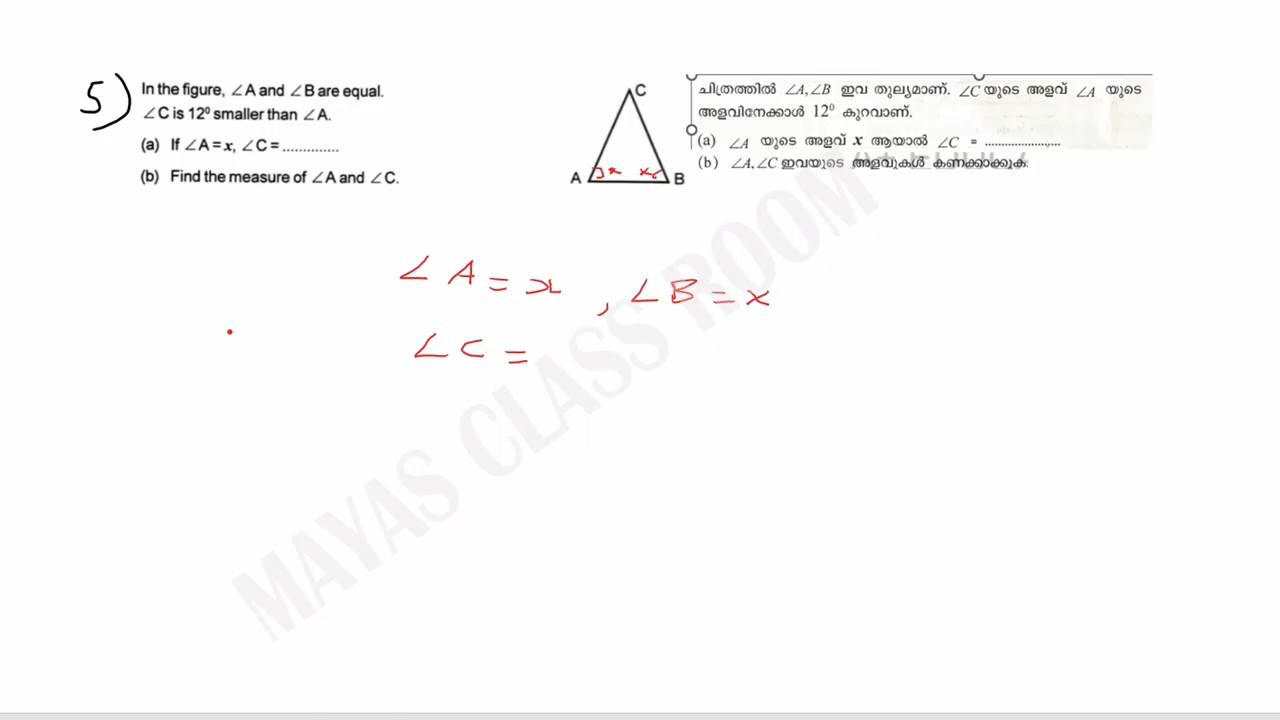 5)
In the figure, ∠A and ∠B are equal.
∠C is 12⁰ smaller than ∠A.
(a) If ∠A = x, ∠C = ..............
(b) Find the measure of ∠A and ∠C.
C
A
x
x
B
ചിത്രത്തിൽ ∠A,∠B ഇവ തുല്യമാണ്. ∠C യുടെ അളവ് ∠A യുടെ
അളവിനേക്കാൾ 12⁰ കുറവാണ്.
(a) ∠A യുടെ അളവ് x ആയാൽ ∠C = ........................
(b) ∠A,∠C ഇവയുടെ അളവുകൾ കണക്കാക്കുക
∠A = x , ∠B = x
∠C =
MAYAS CLASS ROOM